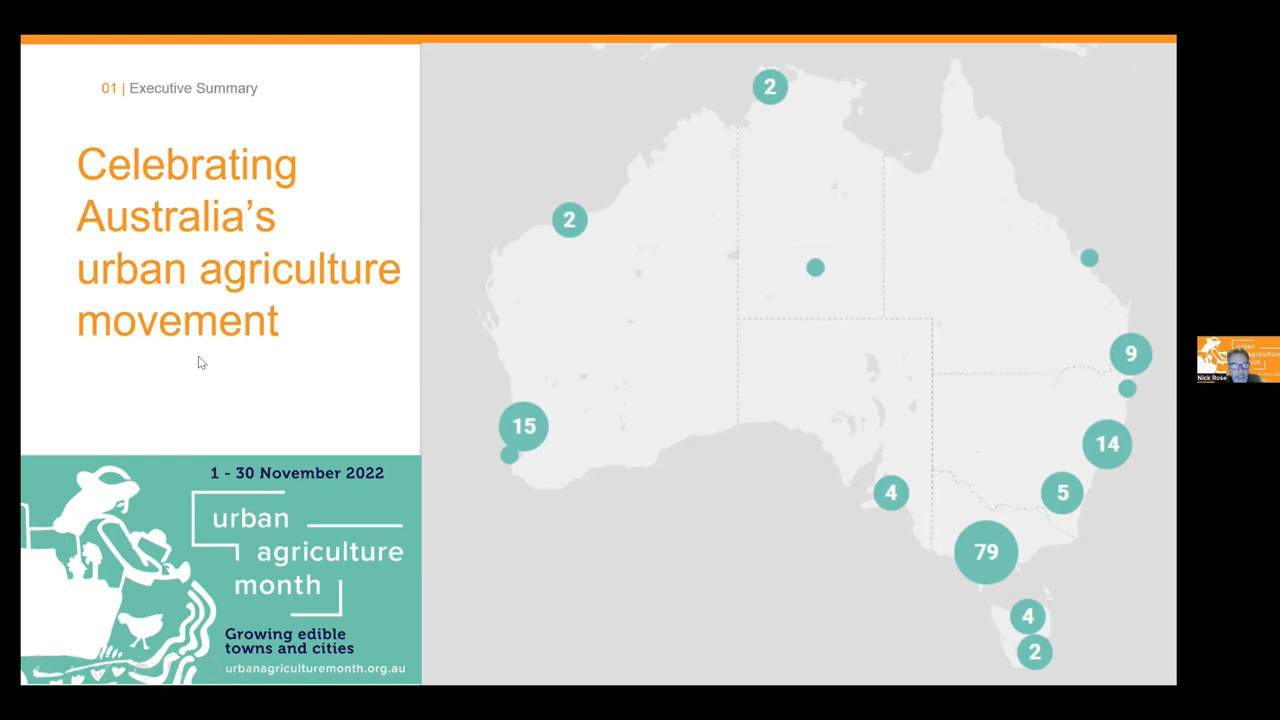 01 | Executive Summary
Celebrating
Australia’s
urban agriculture
movement
1 - 30 November 2022
urban
agriculture
month
Growing edible
towns and cities
urbanagriculturemonth.org.au
2
2
9
15
14
4
5
79
4
2
urban
Nick Rose